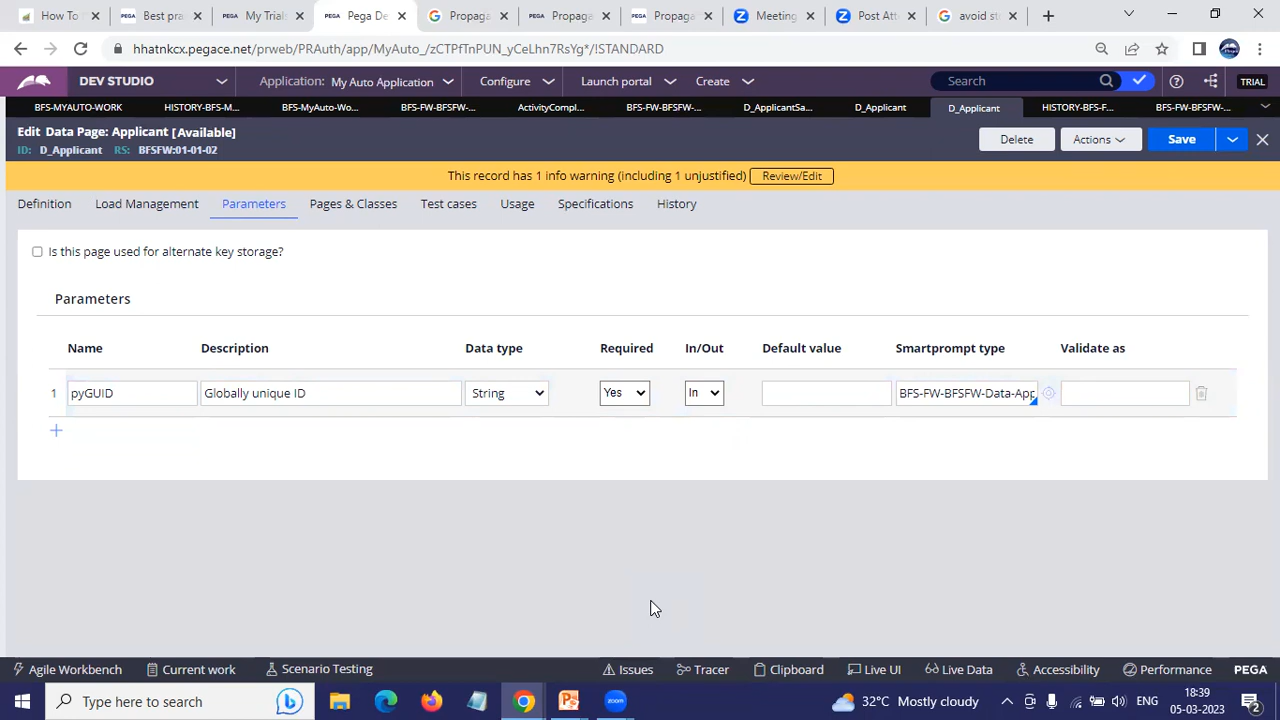 How To
Best pra
My Trials
Pega De
Propaga
Propaga
Propaga
Meeting
Post Att
avoid st
hhatnkcx.pegace.net/prweb/PRAuth/app/MyAuto_/zCTPfTnPUN_yCeLhn7RsYg*/!STANDARD
DEV STUDIO
Application: My Auto Application
Configure
Launch portal
Create
Search
TRIAL
BFS-MYAUTO-WORK
HISTORY-BFS-M...
BFS-MyAuto-Wo...
BFS-FW-BFSFW-...
ActivityCompl...
BFS-FW-BFSFW-...
D_ApplicantSa...
D_Applicant
D_Applicant
HISTORY-BFS-F...
BFS-FW-BFSFW-...
Edit Data Page: Applicant [Available]
ID: D_Applicant RS: BFSFW:01-01-02
Delete
Actions
Save
This record has 1 info warning (including 1 unjustified) Review/Edit
Definition
Load Management
Parameters
Pages & Classes
Test cases
Usage
Specifications
History
Is this page used for alternate key storage?
Parameters
Name
Description
Data type
Required
In/Out
Default value
Smartprompt type
Validate as
1
pyGUID
Globally unique ID
String
Yes
In
BFS-FW-BFSFW-Data-App
Agile Workbench
Current work
Scenario Testing
Issues
Tracer
Clipboard
Live UI
Live Data
Accessibility
Performance
PEGA
Type here to search
zoom
32°C Mostly cloudy
ENG
18:39
05-03-2023
2